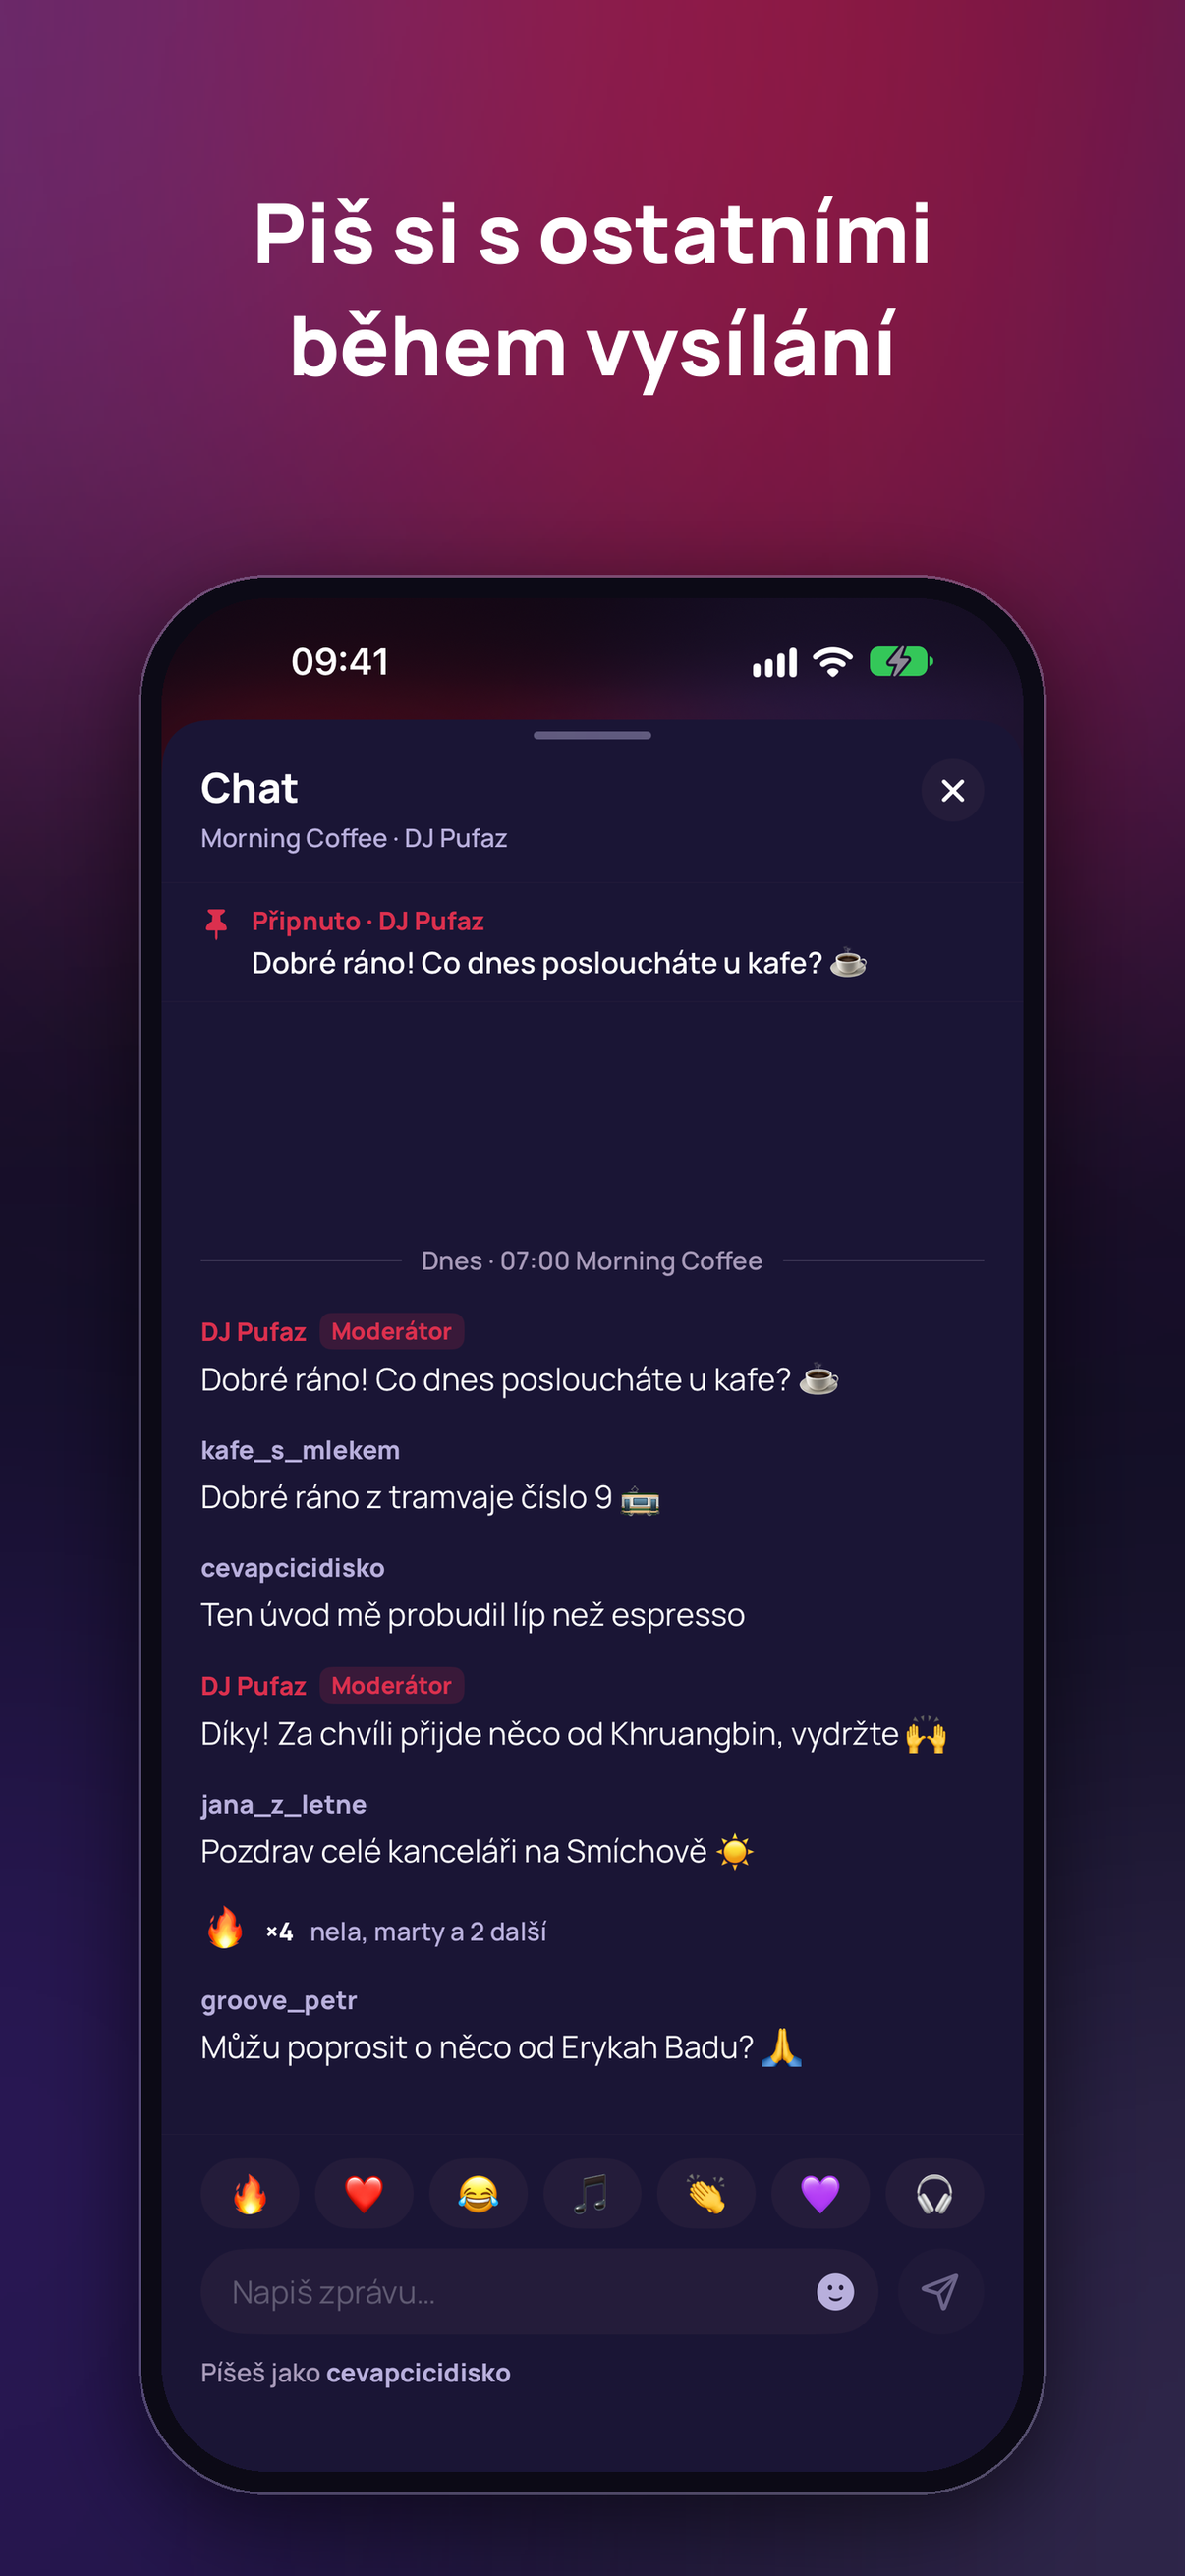 Piš si s ostatními
během vysílání
09:41
Chat
Morning Coffee · DJ Pufaz
Připnuto · DJ Pufaz
Dobré ráno! Co dnes posloucháte u kafe? ☕
Dnes · 07:00 Morning Coffee
DJ Pufaz Moderátor
Dobré ráno! Co dnes posloucháte u kafe? ☕
kafe_s_mlekem
Dobré ráno z tramvaje číslo 9 🚋
cevapcicidisko
Ten úvod mě probudil líp než espresso
DJ Pufaz Moderátor
Díky! Za chvíli přijde něco od Khruangbin, vydržte 🙌
jana_z_letne
Pozdrav celé kanceláři na Smíchově ☀️
🔥 ×4 nela, marty a 2 další
groove_petr
Můžu poprosit o něco od Erykah Badu? 🙏
🔥 ❤️ 😂 🎵 👏 💜 🎧
Napiš zprávu…
Píšeš jako cevapcicidisko